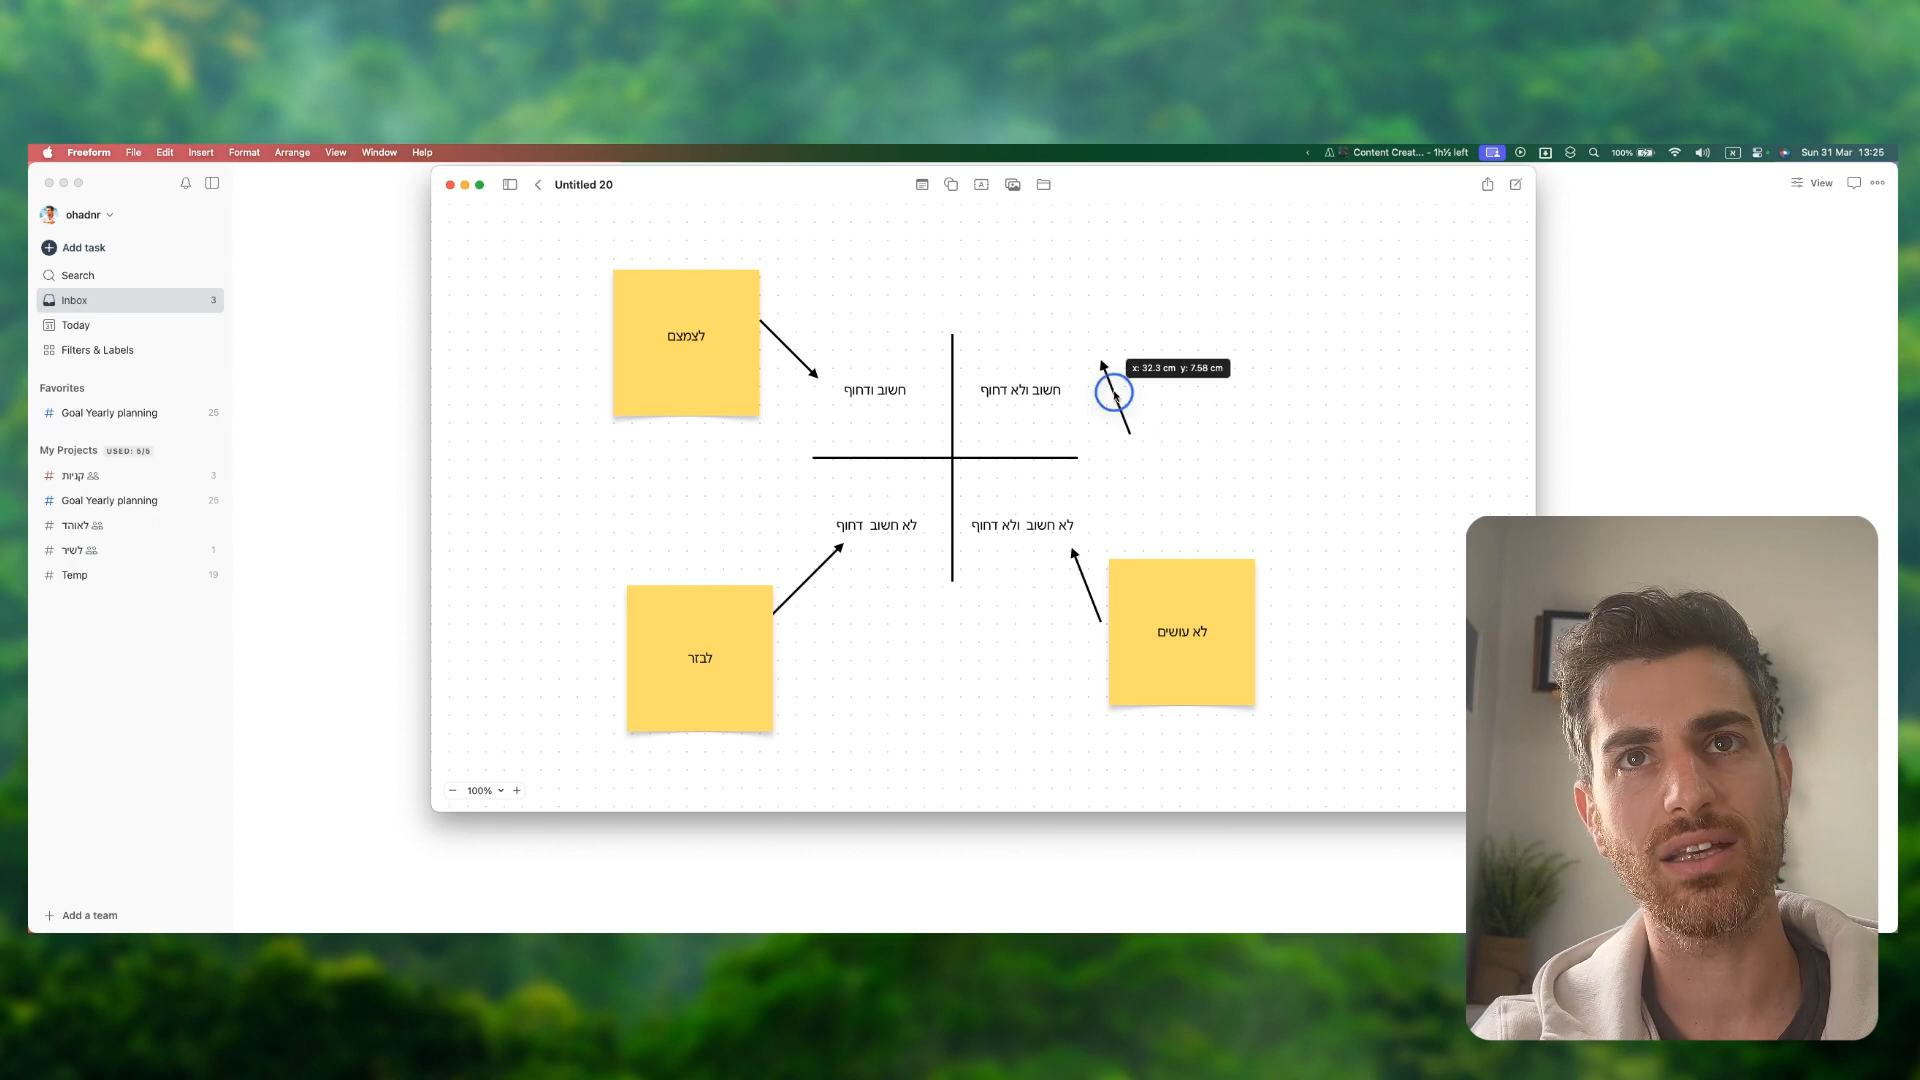 Freeform File Edit Insert Format Arrange View Window Help
Content Creat... - 1h½ left
100%
א
Sun 31 Mar 13:25
ohadnr
Add task
Search
Inbox 3
31 Today
Filters & Labels
Favorites
# Goal Yearly planning 25
My Projects USED: 5/5
# קניות 3
# Goal Yearly planning 25
# לאוהד
# לשיר 1
# Temp 19
+ Add a team
Untitled 20
A
View
לצמצם
חשוב ודחוף
חשוב ולא דחוף
x: 32.3 cm y: 7.58 cm
לא חשוב דחוף
לא חשוב ולא דחוף
לבזר
לא עושים
− 100% +